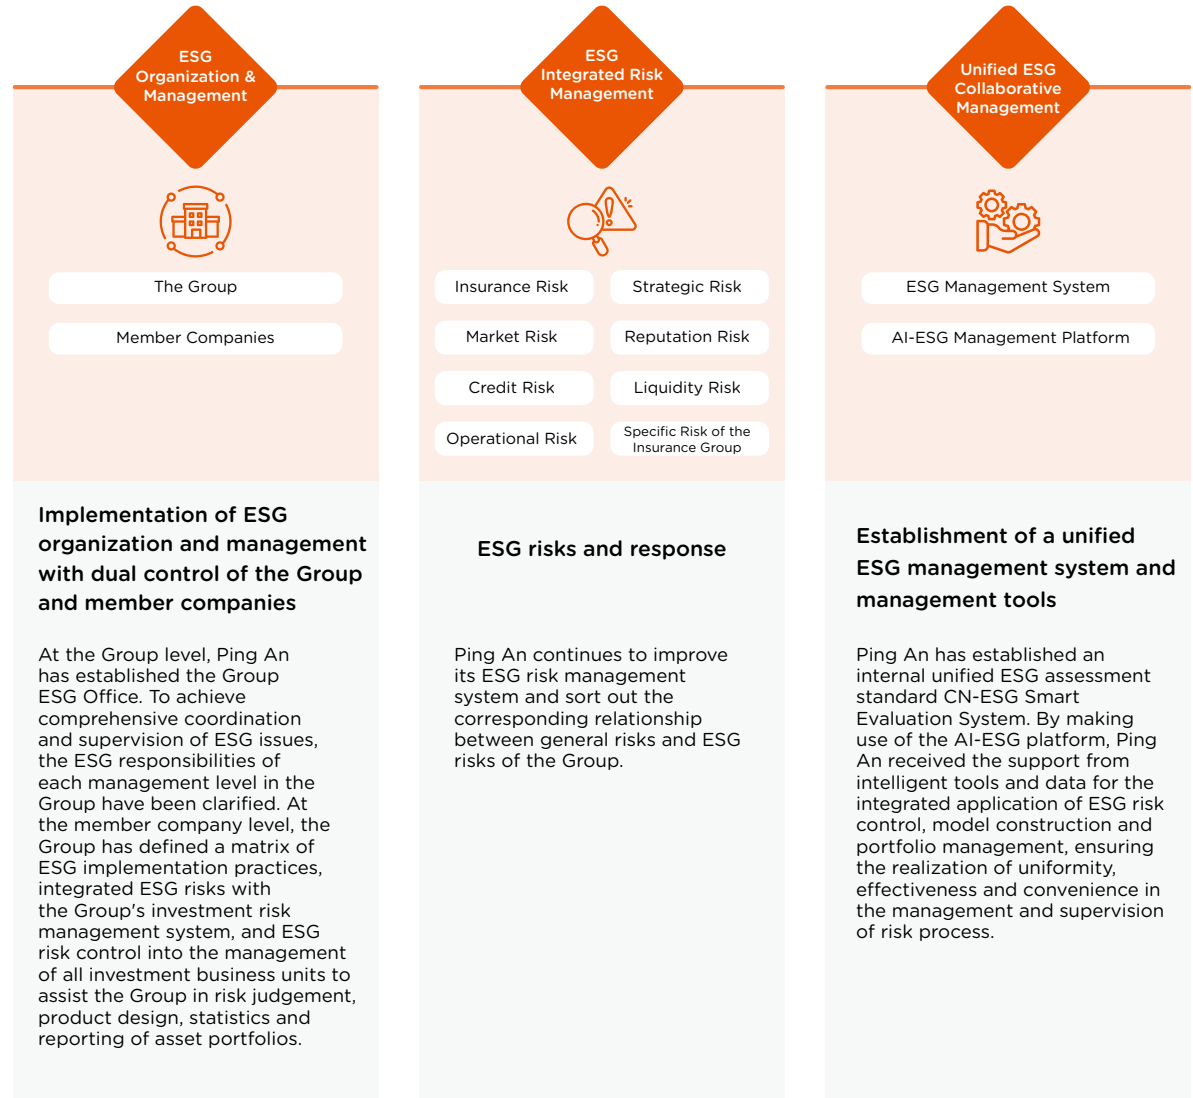 ESG
Organization &
Management
The Group
Member Companies
Implementation of ESG
organization and management
with dual control of the Group
and member companies
At the Group level, Ping An
has established the Group
ESG Office. To achieve
comprehensive coordination
and supervision of ESG issues,
the ESG responsibilities of
each management level in the
Group have been clarified. At
the member company level, the
Group has defined a matrix of
ESG implementation practices,
integrated ESG risks with
the Group's investment risk
management system, and ESG
risk control into the management
of all investment business units to
assist the Group in risk judgement,
product design, statistics and
reporting of asset portfolios.
ESG
Integrated Risk
Management
Insurance Risk
Strategic Risk
Market Risk
Reputation Risk
Credit Risk
Liquidity Risk
Operational Risk
Specific Risk of the
Insurance Group
ESG risks and response
Ping An continues to improve
its ESG risk management
system and sort out the
corresponding relationship
between general risks and ESG
risks of the Group.
Unified ESG
Collaborative
Management
ESG Management System
AI-ESG Management Platform
Establishment of a unified
ESG management system and
management tools
Ping An has established an
internal unified ESG assessment
standard CN-ESG Smart
Evaluation System. By making
use of the AI-ESG platform, Ping
An received the support from
intelligent tools and data for the
integrated application of ESG risk
control, model construction and
portfolio management, ensuring
the realization of uniformity,
effectiveness and convenience in
the management and supervision
of risk process.